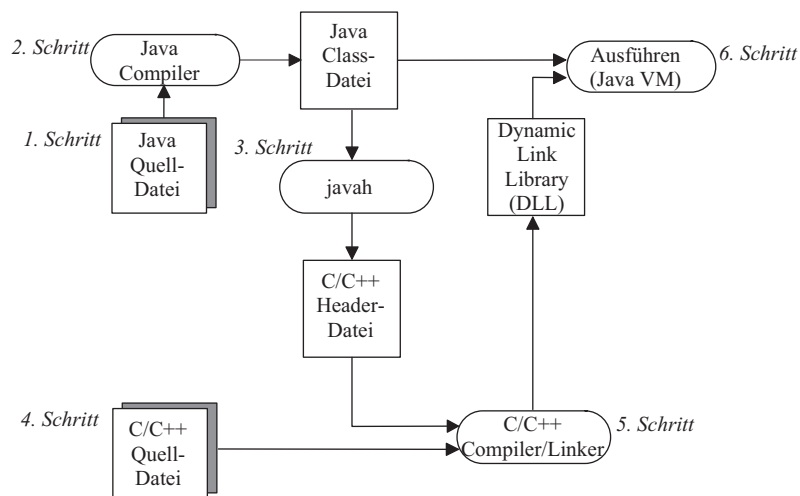 2. Schritt
Java
Compiler
Java
Class-
Datei
Ausführen
(Java VM)
6. Schritt
1. Schritt
Java
Quell-
Datei
3. Schritt
javah
Dynamic
Link
Library
(DLL)
C/C++
Header-
Datei
4. Schritt
C/C++
Quell-
Datei
C/C++
Compiler/Linker
5. Schritt